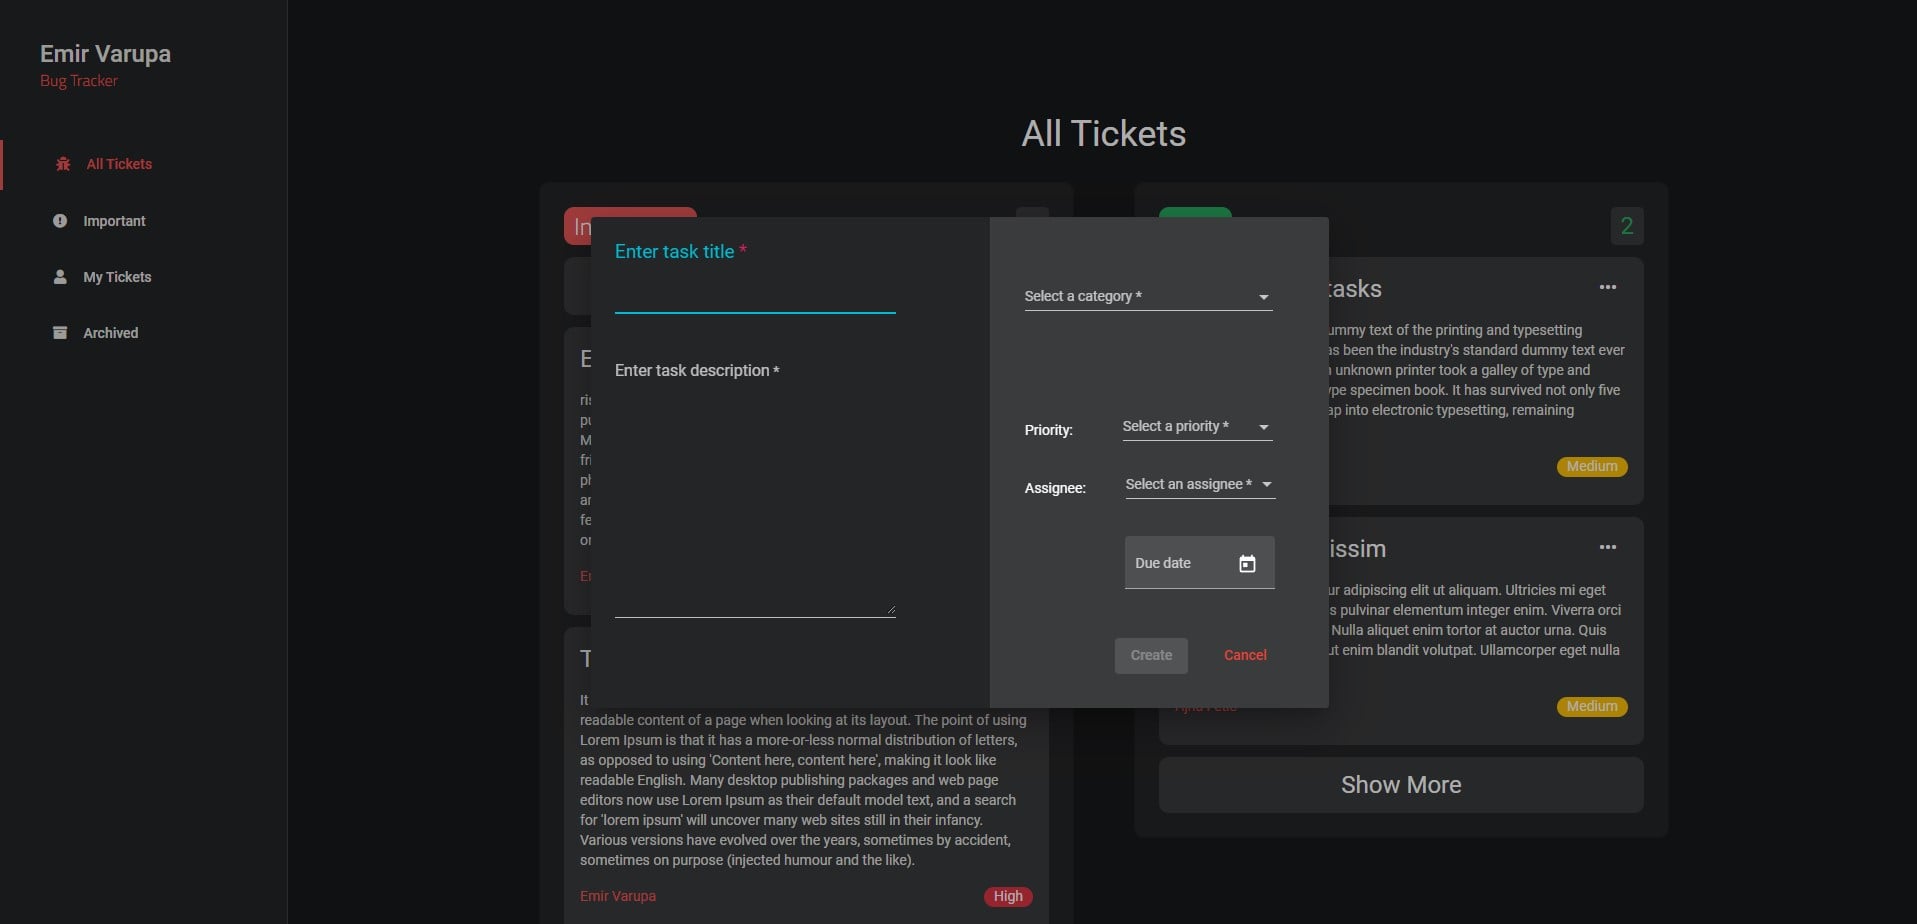 Emir Varupa
Bug Tracker
All Tickets
Important
My Tickets
Archived
All Tickets
In
2
Enter task title *
Enter task description *
Select a category *
Priority:
Select a priority *
Assignee:
Select an assignee *
Due date
Create
Cancel
E
M
fri
or
T
It
readable content of a page when looking at its layout. The point of using
Lorem Ipsum is that it has a more-or-less normal distribution of letters,
as opposed to using 'Content here, content here', making it look like
readable English. Many desktop publishing packages and web page
editors now use Lorem Ipsum as their default model text, and a search
for 'lorem ipsum' will uncover many web sites still in their infancy.
Various versions have evolved over the years, sometimes by accident,
sometimes on purpose (injected humour and the like).
Emir Varupa
High
tasks
ummy text of the printing and typesetting
as been the industry's standard dummy text ever
unknown printer took a galley of type and
ype specimen book. It has survived not only five
ap into electronic typesetting, remaining
Medium
issim
ur adipiscing elit ut aliquam. Ultricies mi eget
s pulvinar elementum integer enim. Viverra orci
Nulla aliquet enim tortor at auctor urna. Quis
ut enim blandit volutpat. Ullamcorper eget nulla
Medium
Show More